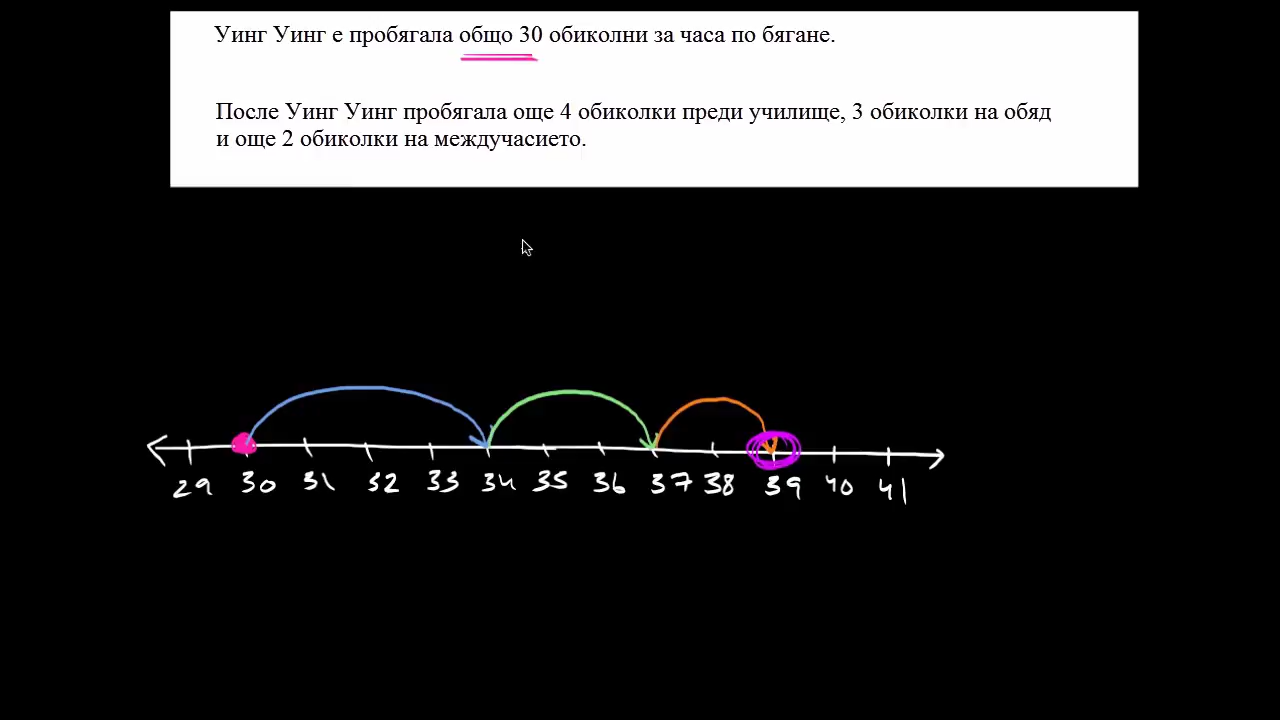 Уинг Уинг е пробягала общо 30 обиколни за часа по бягане.
После Уинг Уинг пробягала още 4 обиколки преди училище, 3 обиколки на обяд
и още 2 обиколки на междучасието.
29 30 31 32 33 34 35 36 37 38 39 40 41